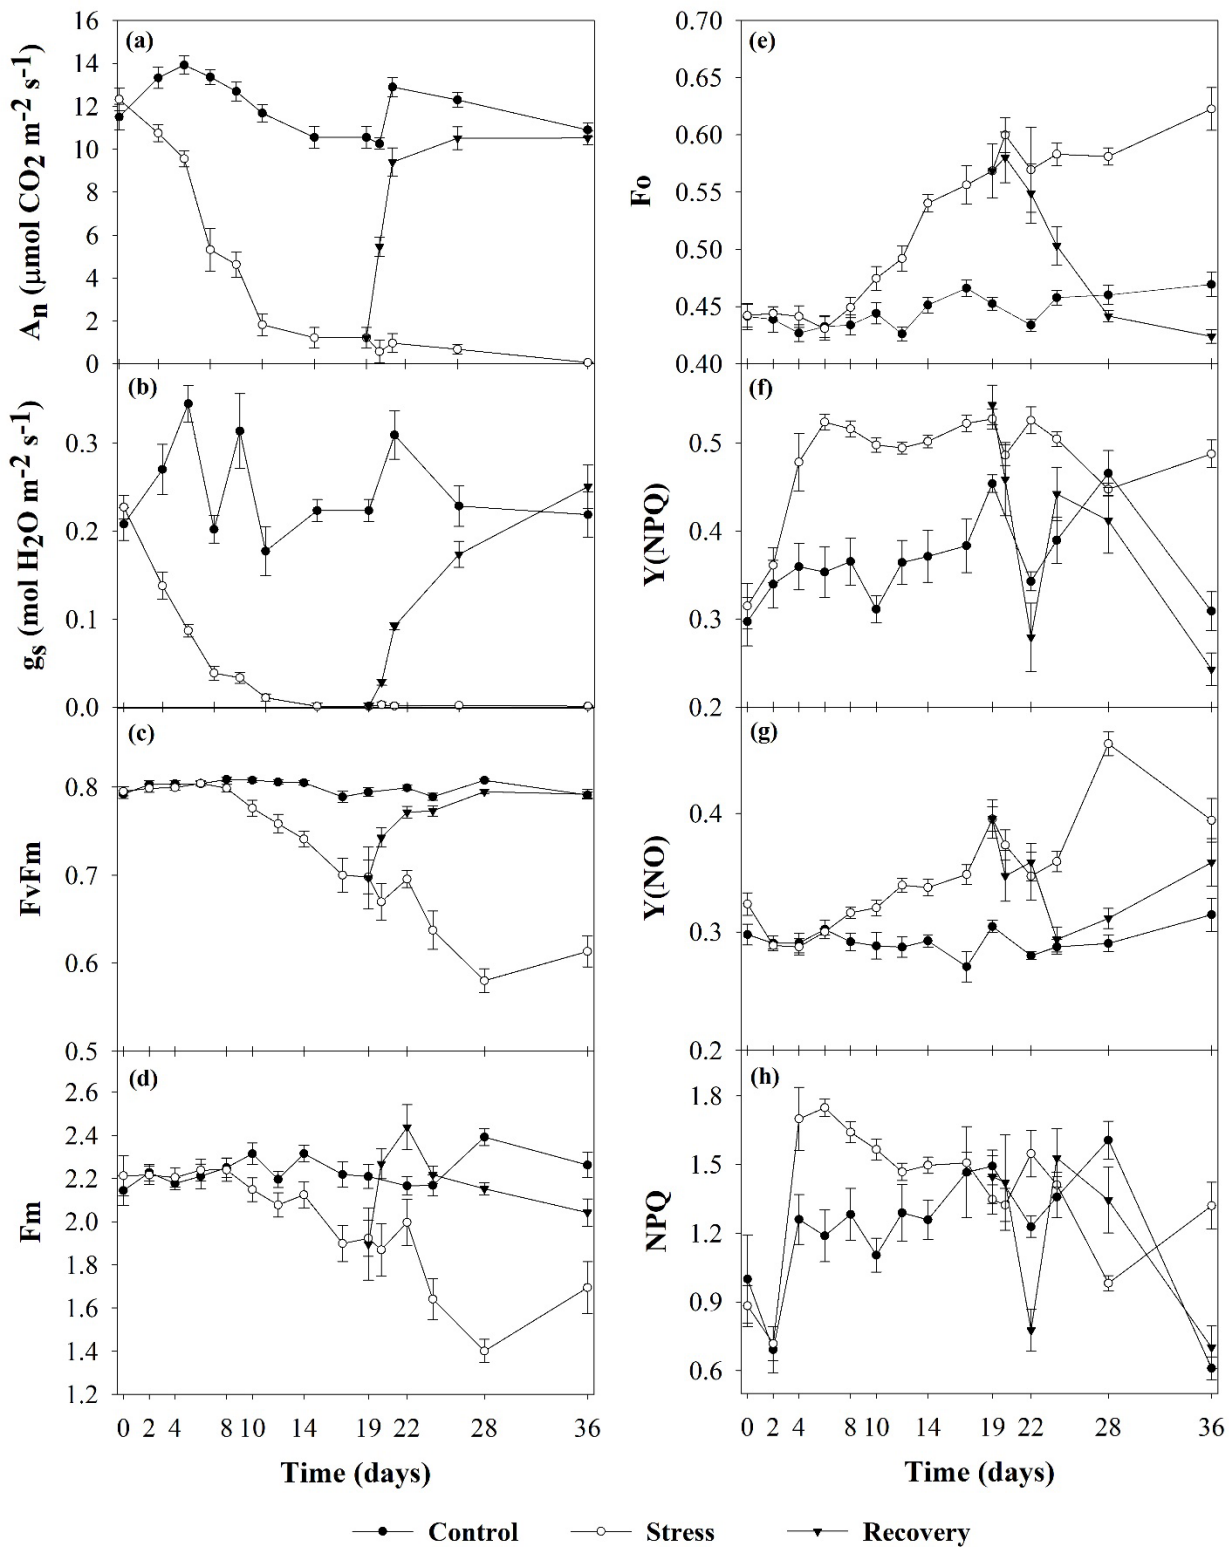 (a)
16
14
12
10
8
6
4
2
0
An (μmol CO2 m-2 s-1)
(b)
0.3
0.2
0.1
0.0
gs (mol H2O m-2 s-1)
(c)
0.8
0.7
0.6
0.5
FvFm
(d)
2.6
2.4
2.2
2.0
1.8
1.6
1.4
1.2
Fm
0 2 4 8 10 14 19 22 28 36
Time (days)
(e)
0.70
0.60
0.55
0.50
0.45
0.40
Fo
(f)
0.5
0.4
0.3
0.2
Y(NPQ)
(g)
0.4
0.3
0.2
Y(NO)
(h)
1.8
1.5
1.2
0.9
0.6
NPQ
0 2 4 8 10 14 19 22 28 36
Time (days)
Control Stress Recovery